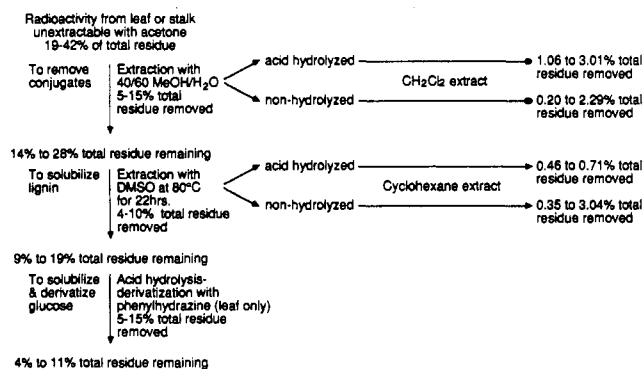 Radioactivity from leaf or stalk
unextractable with acetone
19-42% of total residue
To remove
conjugates
Extraction with
40/60 MeOH/H2O
5-15% total
residue removed
acid hydrolyzed
non-hydrolyzed
CH2Cl2 extract
1.06 to 3.01% total
residue removed
0.20 to 2.29% total
residue removed
14% to 28% total residue remaining
To solubilize
lignin
Extraction with
DMSO at 80°C
for 22hrs.
4-10% total residue
removed
acid hydrolyzed
non-hydrolyzed
Cyclohexane extract
0.46 to 0.71% total
residue removed
0.35 to 3.04% total
residue removed
9% to 19% total residue remaining
To solubilize
& derivatize
glucose
Acid hydrolysis-
derivatization with
phenylhydrazine (leaf only)
5-15% total residue
removed
4% to 11% total residue remaining